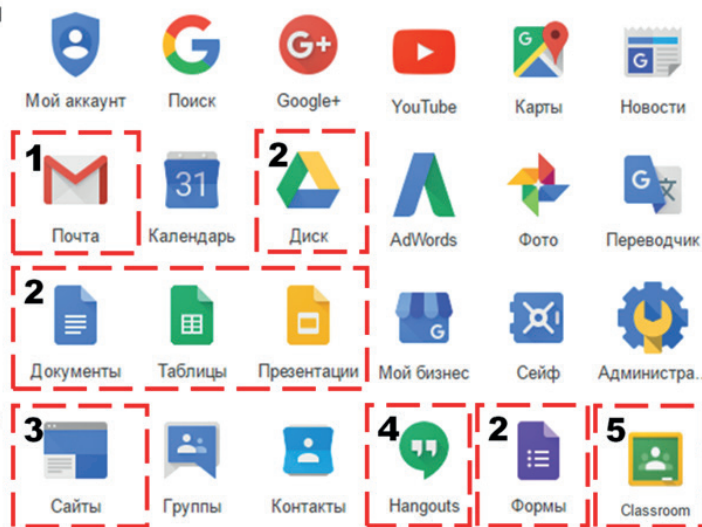 Мой аккаунт Поиск Google+ YouTube Карты Новости
1 2
Почта Календарь Диск AdWords Фото Переводчик
2
Документы Таблицы Презентации Мой бизнес Сейф Администра...
3 4 2 5
Сайты Группы Контакты Hangouts Формы Classroom